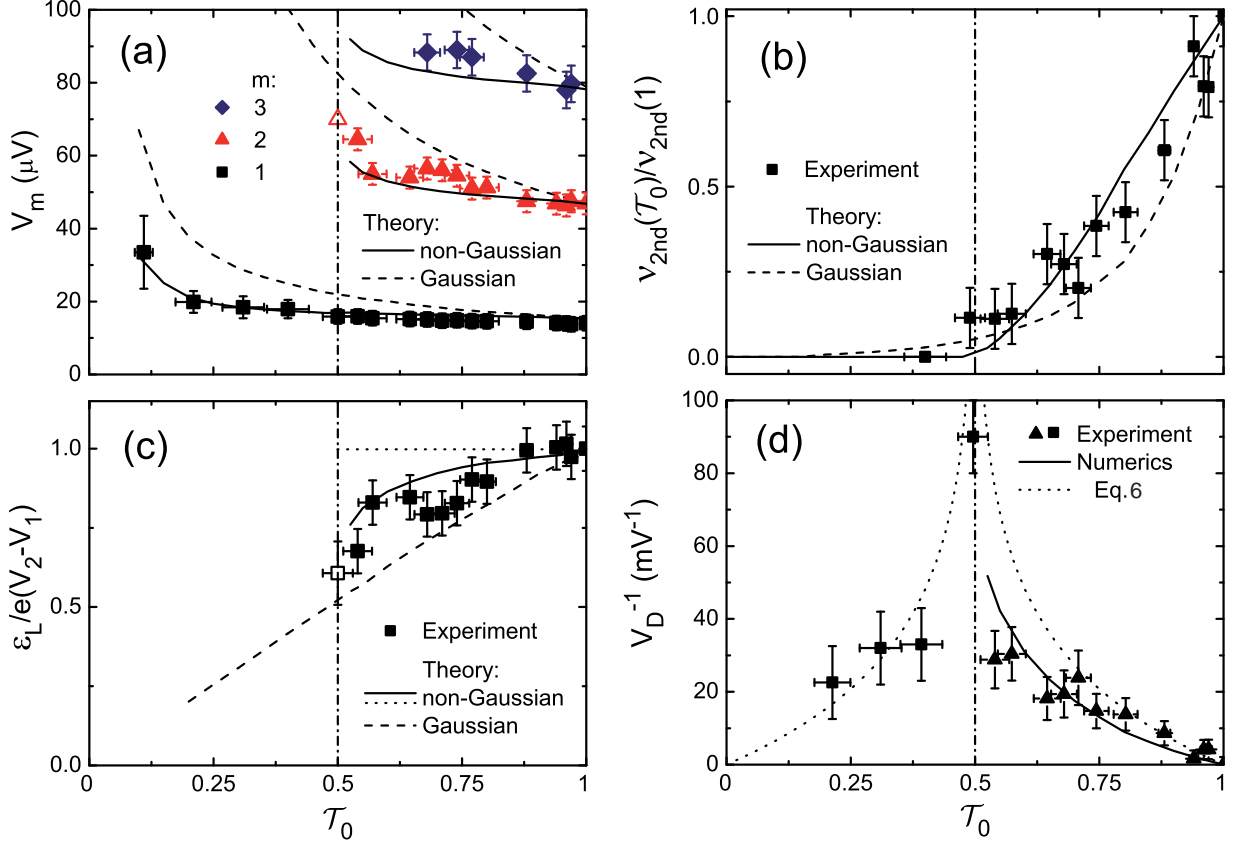 (a)
m:
3
2
1
Theory:
non-Gaussian
Gaussian
V_m (μV)
100
80
60
40
20
0
(b)
Experiment
Theory:
non-Gaussian
Gaussian
ν_2nd(𝒯_0)/ν_2nd(1)
1.0
0.5
0.0
(c)
Experiment
Theory:
non-Gaussian
Gaussian
ε_L/e(V_2-V_1)
1.0
0.5
0.0
0 0.25 0.5 0.75 1
𝒯_0
(d)
Experiment
Numerics
Eq.6
V_D^-1 (mV^-1)
100
80
60
40
20
0
0.00 0.25 0.50 0.75 1
𝒯_0